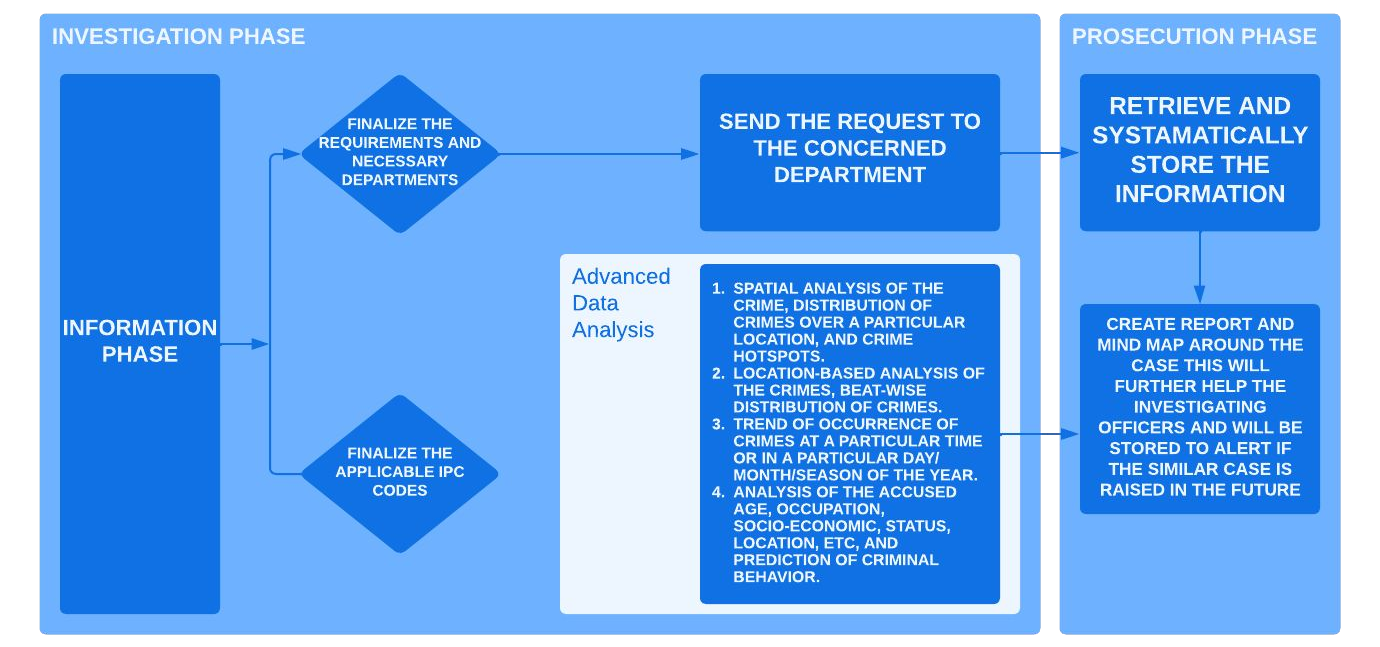 INVESTIGATION PHASE
PROSECUTION PHASE
INFORMATION
PHASE
FINALIZE THE
REQUIREMENTS AND
NECESSARY
DEPARTMENTS
SEND THE REQUEST TO
THE CONCERNED
DEPARTMENT
RETRIEVE AND
SYSTAMATICALLY
STORE THE
INFORMATION
FINALIZE THE
APPLICABLE IPC
CODES
Advanced
Data
Analysis
1. SPATIAL ANALYSIS OF THE
CRIME, DISTRIBUTION OF
CRIMES OVER A PARTICULAR
LOCATION, AND CRIME
HOTSPOTS.
2. LOCATION-BASED ANALYSIS OF
THE CRIMES, BEAT-WISE
DISTRIBUTION OF CRIMES.
3. TREND OF OCCURRENCE OF
CRIMES AT A PARTICULAR TIME
OR IN A PARTICULAR DAY/
MONTH/SEASON OF THE YEAR.
4. ANALYSIS OF THE ACCUSED
AGE, OCCUPATION,
SOCIO-ECONOMIC, STATUS,
LOCATION, ETC, AND
PREDICTION OF CRIMINAL
BEHAVIOR.
CREATE REPORT AND
MIND MAP AROUND THE
CASE THIS WILL
FURTHER HELP THE
INVESTIGATING
OFFICERS AND WILL BE
STORED TO ALERT IF
THE SIMILAR CASE IS
RAISED IN THE FUTURE